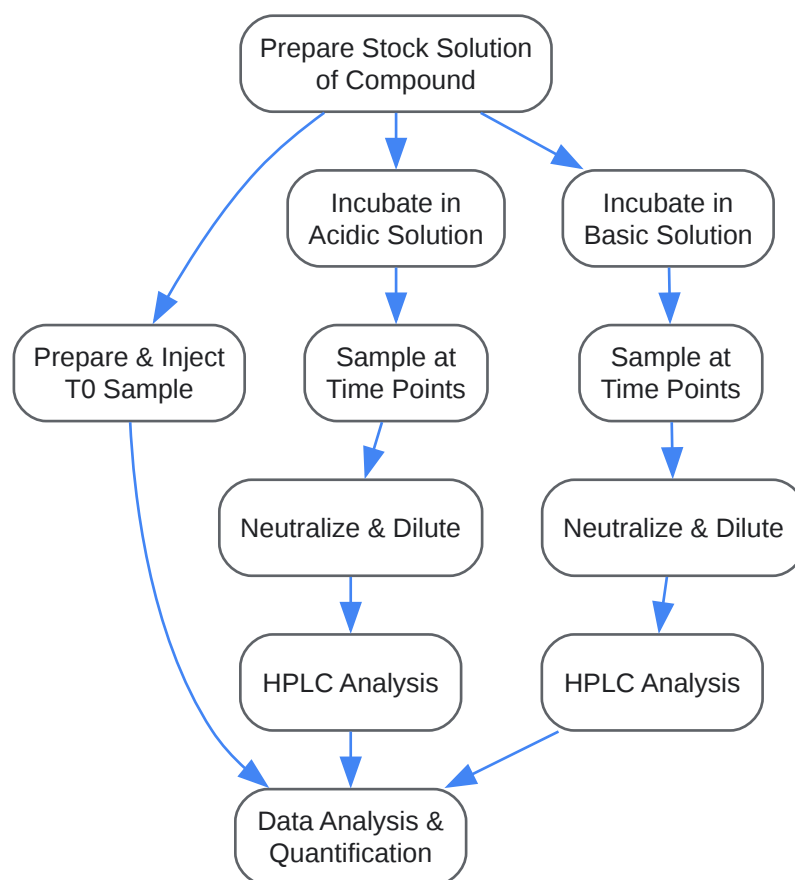 Prepare Stock Solution
of Compound
Incubate in
Acidic Solution
Incubate in
Basic Solution
Prepare & Inject
T0 Sample
Sample at
Time Points
Sample at
Time Points
Neutralize & Dilute
Neutralize & Dilute
HPLC Analysis
HPLC Analysis
Data Analysis &
Quantification